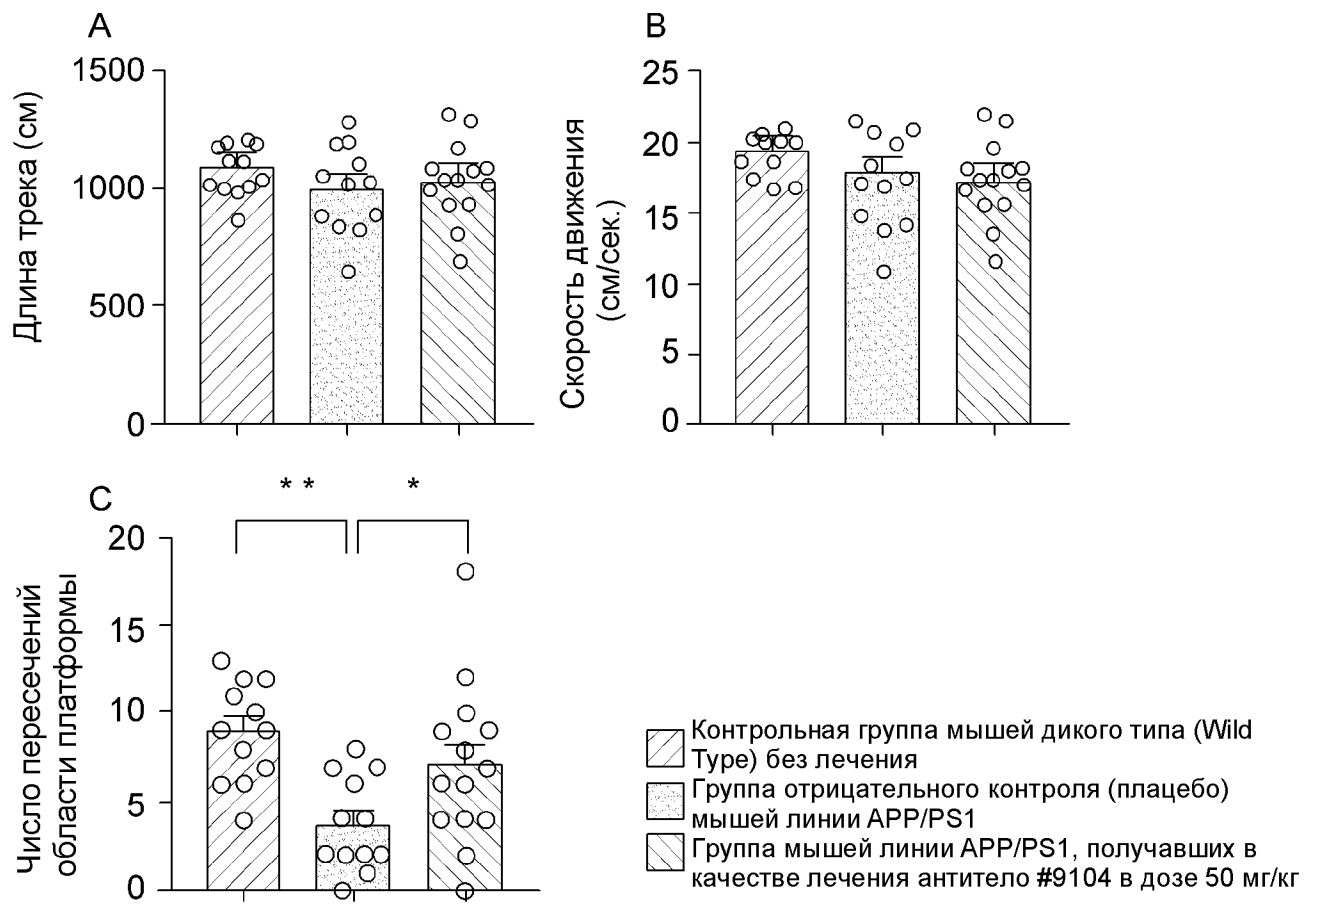 A
Длина трека (см)
1500
1000
500
0
B
Скорость движения
(см/сек.)
25
20
15
10
5
0
C
* *
*
Число пересечений
области платформы
20
15
10
5
0
Контрольная группа мышей дикого типа (Wild
Type) без лечения
Группа отрицательного контроля (плацебо)
мышей линии APP/PS1
Группа мышей линии APP/PS1, получавших в
качестве лечения антитело #9104 в дозе 50 мг/кг